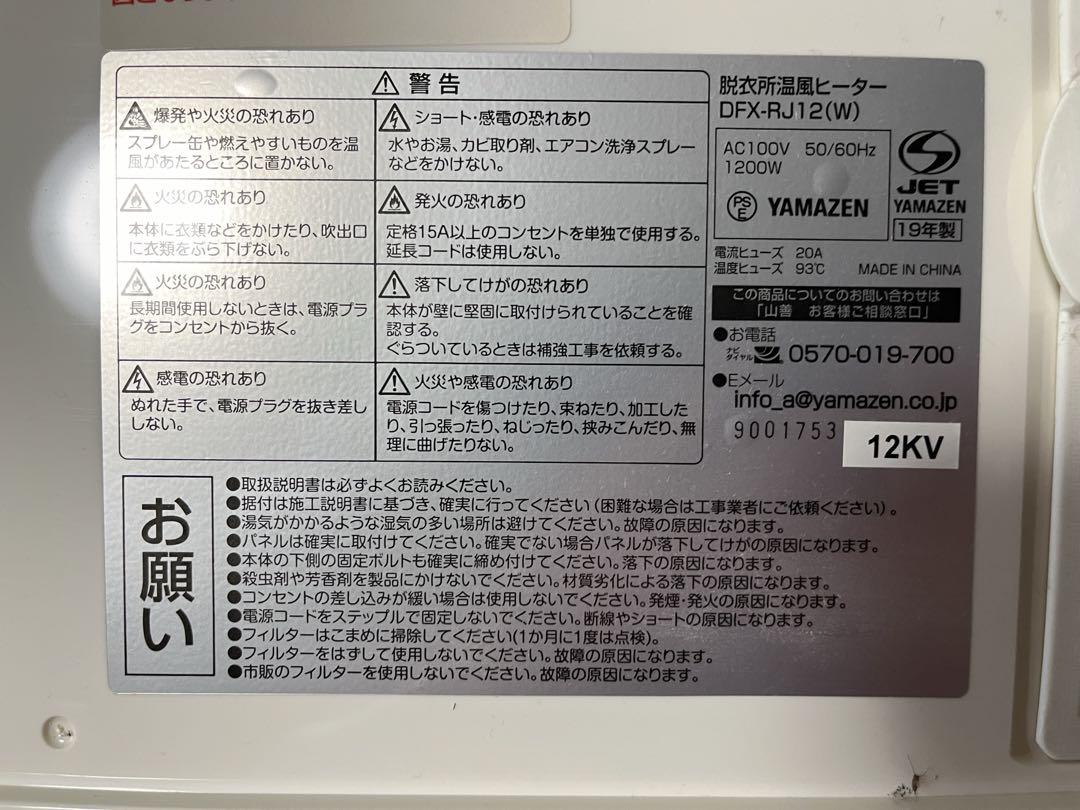 警告
爆発や火災の恐れあり
スプレー缶や燃えやすいものを温
風があたるところに置かない。
ショート・感電の恐れあり
水やお湯、カビ取り剤、エアコン洗浄スプレー
などをかけない。
火災の恐れあり
本体に衣類などをかけたり、吹出口
に衣類をぶら下げない。
発火の恐れあり
定格15A以上のコンセントを単独で使用する。
延長コードは使用しない。
火災の恐れあり
長期間使用しないときは、電源プラ
グをコンセントから抜く。
落下してけがの恐れあり
本体が壁に堅固に取付けられていることを確
認する。
ぐらついているときは補強工事を依頼する。
感電の恐れあり
ぬれた手で、電源プラグを抜き差し
しない。
火災や感電の恐れあり
電源コードを傷つけたり、束ねたり、加工した
り、引っ張ったり、ねじったり、挟みこんだり、無
理に曲げたりない。
脱衣所温風ヒーター
DFX-RJ12(W)
AC100V 50/60Hz
1200W
PSE YAMAZEN
JET
YAMAZEN
19年製
電流ヒューズ 20A
温度ヒューズ 93℃ MADE IN CHINA
この商品についてのお問い合わせは
「山善 お客様ご相談窓口」
●お電話
ナビダイヤル 0570-019-700
●Eメール
info_a@yamazen.co.jp
9001753
12KV
お願い
●取扱説明書は必ずよくお読みください。
●据付は施工説明書に基づき、確実に行ってください(困難な場合は工事業者にご依頼ください)。
●湯気がかかるような湿気の多い場所は避けてください。故障の原因になります。
●パネルは確実に取付けてください。確実でない場合パネルが落下してけがの原因になります。
●本体の下側の固定ボルトも確実に締め付けてください。落下の原因になります。
●殺虫剤や芳香剤を製品にかけないでください。材質劣化による落下の原因になります。
●コンセントの差し込みが緩い場合は使用しないでください。発煙・発火の原因になります。
●電源コードをステップルで固定しないでください。断線やショートの原因になります。
●フィルターはこまめに掃除してください(1か月に1度は点検)。
●フィルターをはずして使用しないでください。故障の原因になります。
●市販のフィルターを使用しないでください。故障の原因になります。